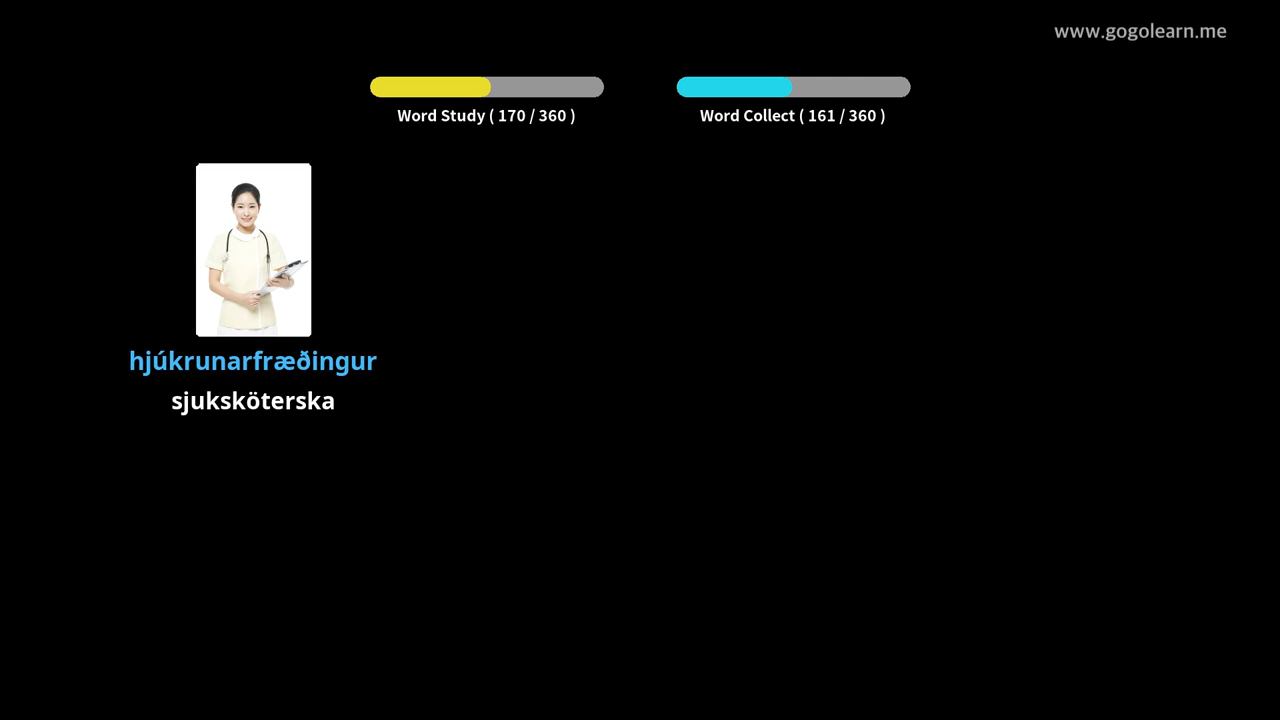 www.gogolearn.me
Word Study ( 170 / 360 )
Word Collect ( 161 / 360 )
hjúkrunarfræðingur
sjuksköterska